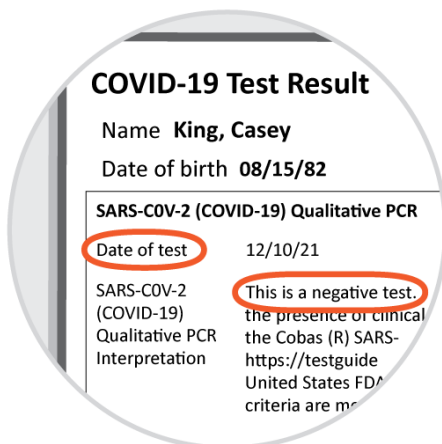 COVID-19 Test Result
Name King, Casey
Date of birth 08/15/82
SARS-C0V-2 (COVID-19) Qualitative PCR
Date of test 12/10/21
SARS-C0V-2 This is a negative test.
(COVID-19) the presence of clinical
Qualitative PCR the Cobas (R) SARS-
Interpretation https://testguide
United States FDA
criteria are